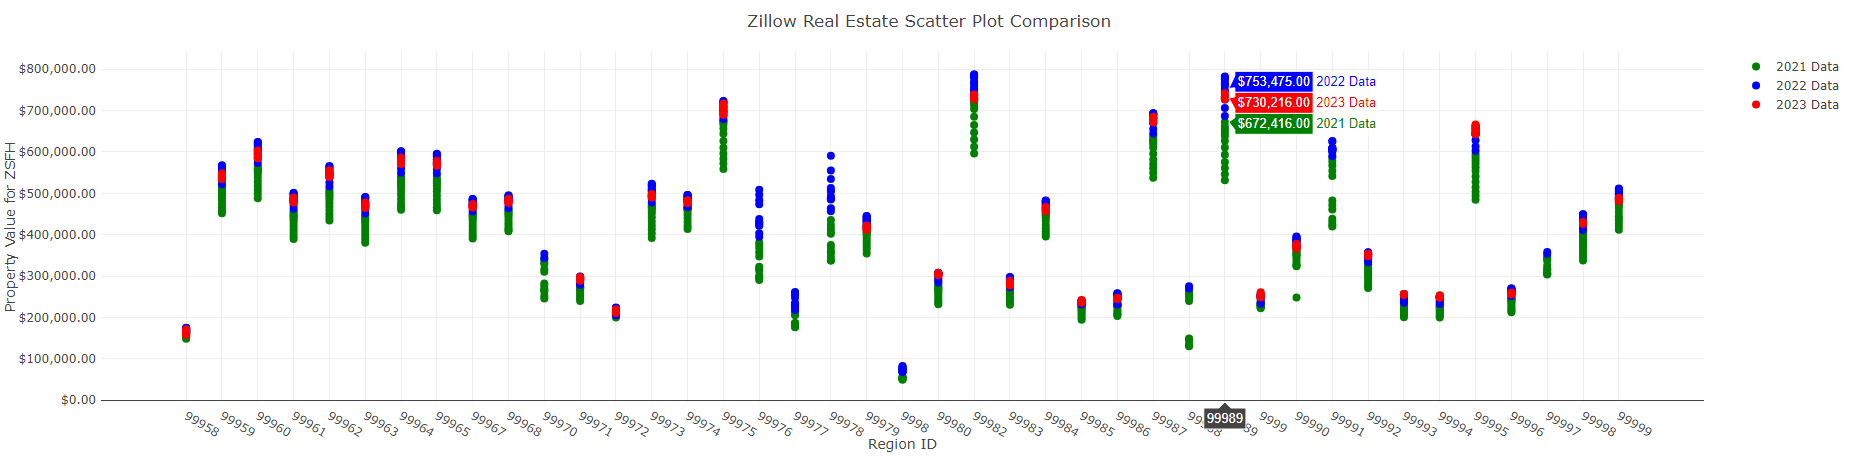 Zillow Real Estate Scatter Plot Comparison
$800,000.00
$700,000.00
$600,000.00
$500,000.00
$400,000.00
$300,000.00
$200,000.00
$100,000.00
$0.00
Property Value for ZSFH
$753,475.00 2022 Data
$730,216.00 2023 Data
$672,416.00 2021 Data
2021 Data
2022 Data
2023 Data
99958 99959 99960 99961 99962 99963 99964 99965 99967 99968 99970 99971 99972 99973 99974 99975 99976 99977 99978 99979 9998 99980 99982 99983 99984 99985 99986 99987 99989 9999 99990 99991 99992 99993 99994 99995 99996 99997 99998 99999
Region ID